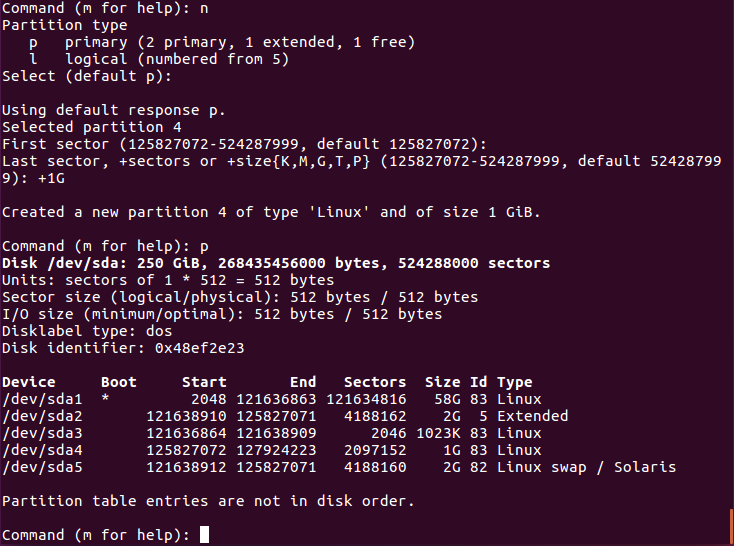 Command (m for help): n
Partition type
   p   primary (2 primary, 1 extended, 1 free)
   l   logical (numbered from 5)
Select (default p):
Using default response p.
Selected partition 4
First sector (125827072-524287999, default 125827072):
Last sector, +sectors or +size{K,M,G,T,P} (125827072-524287999, default 52428799
9): +1G
Created a new partition 4 of type 'Linux' and of size 1 GiB.
Command (m for help): p
Disk /dev/sda: 250 GiB, 268435456000 bytes, 524288000 sectors
Units: sectors of 1 * 512 = 512 bytes
Sector size (logical/physical): 512 bytes / 512 bytes
I/O size (minimum/optimal): 512 bytes / 512 bytes
Disklabel type: dos
Disk identifier: 0x48ef2e23
Device     Boot     Start       End   Sectors  Size Id Type
/dev/sda1  *         2048 121636863 121634816   58G 83 Linux
/dev/sda2       121638910 125827071   4188162    2G  5 Extended
/dev/sda3       121636864 121638909      2046 1023K 83 Linux
/dev/sda4       125827072 127924223   2097152    1G 83 Linux
/dev/sda5       121638912 125827071   4188160    2G 82 Linux swap / Solaris
Partition table entries are not in disk order.
Command (m for help):